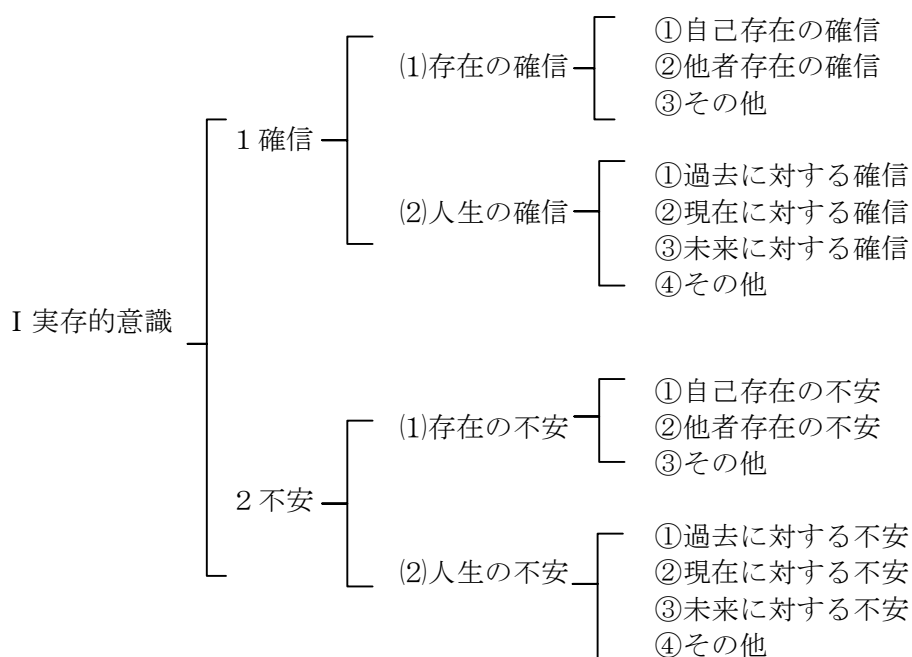 ①自己存在の確信
⑴存在の確信
②他者存在の確信
③その他
1 確信
①過去に対する確信
⑵人生の確信
②現在に対する確信
③未来に対する確信
④その他
Ⅰ 実存的意識
①自己存在の不安
⑴存在の不安
②他者存在の不安
③その他
2 不安
①過去に対する不安
⑵人生の不安
②現在に対する不安
③未来に対する不安
④その他